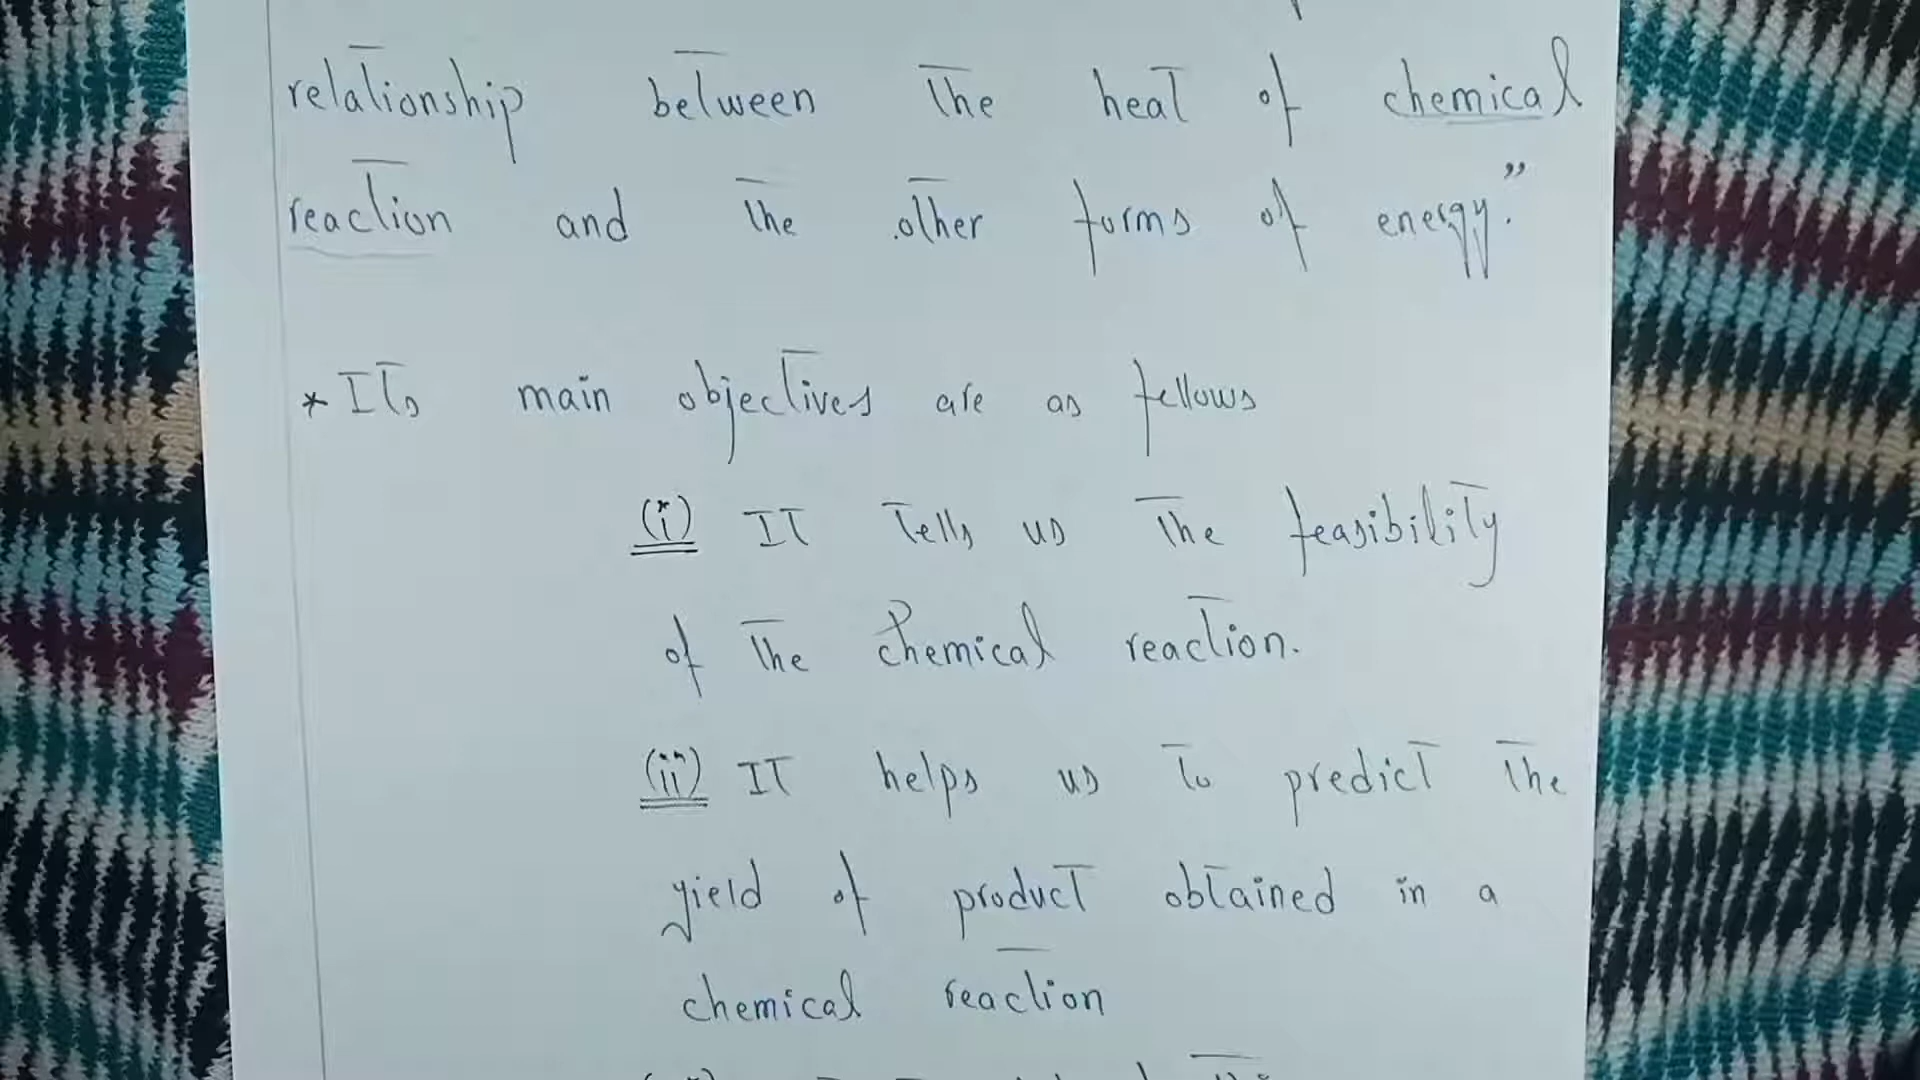 relationship between the heat of chemical
reaction and the other forms of energy.”
* Its main objectives are as fellows
(i) It tells us the feasibility
of the chemical reaction.
(ii) It helps us to predict the
yield of product obtained in a
chemical reaction